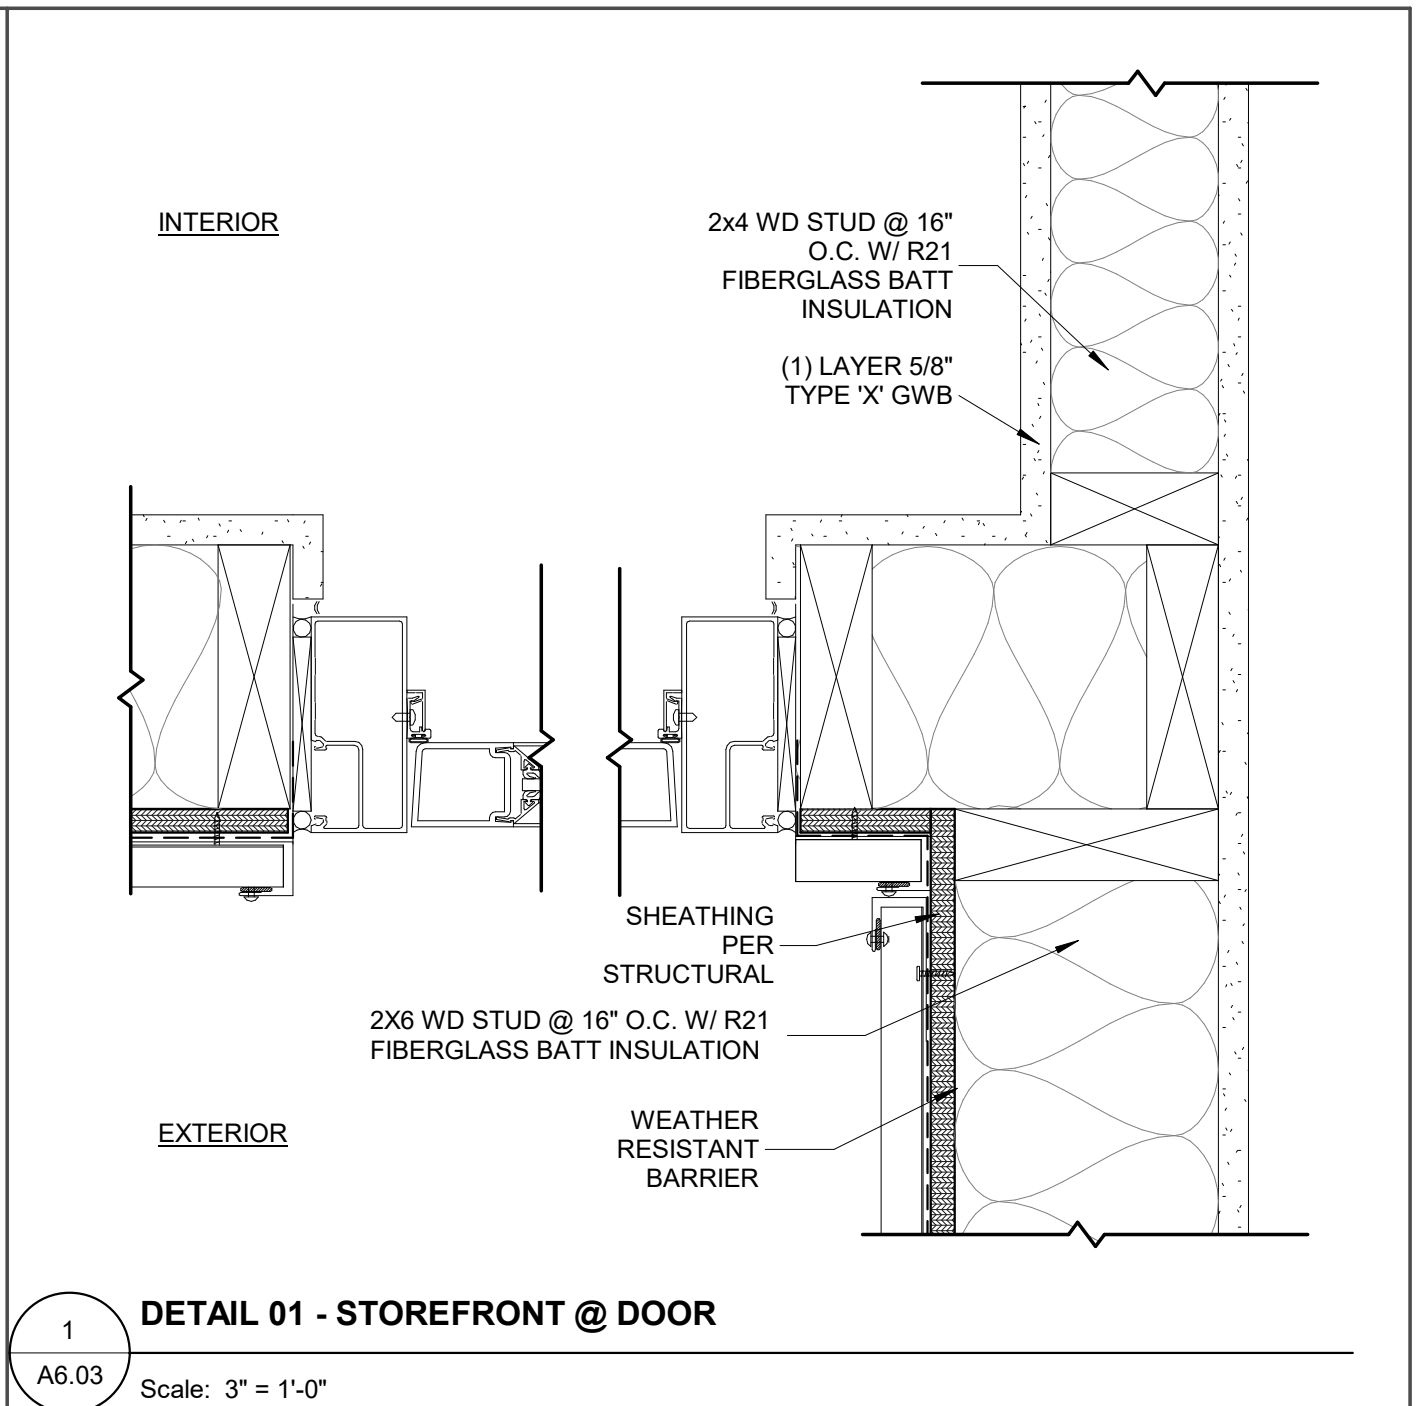 INTERIOR
2x4 WD STUD @ 16"
O.C. W/ R21
FIBERGLASS BATT
INSULATION
(1) LAYER 5/8"
TYPE 'X' GWB
SHEATHING
PER
STRUCTURAL
2X6 WD STUD @ 16" O.C. W/ R21
FIBERGLASS BATT INSULATION
WEATHER
RESISTANT
BARRIER
EXTERIOR
1
A6.03
DETAIL 01 - STOREFRONT @ DOOR
Scale: 3" = 1'-0"